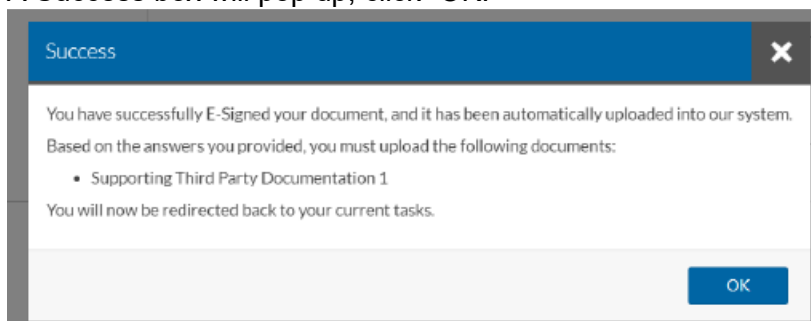 A Success box will pop up, click "OK."
Success
You have successfully E-Signed your document, and it has been automatically uploaded into our system.
Based on the answers you provided, you must upload the following documents:
• Supporting Third Party Documentation 1
You will now be redirected back to your current tasks.
OK